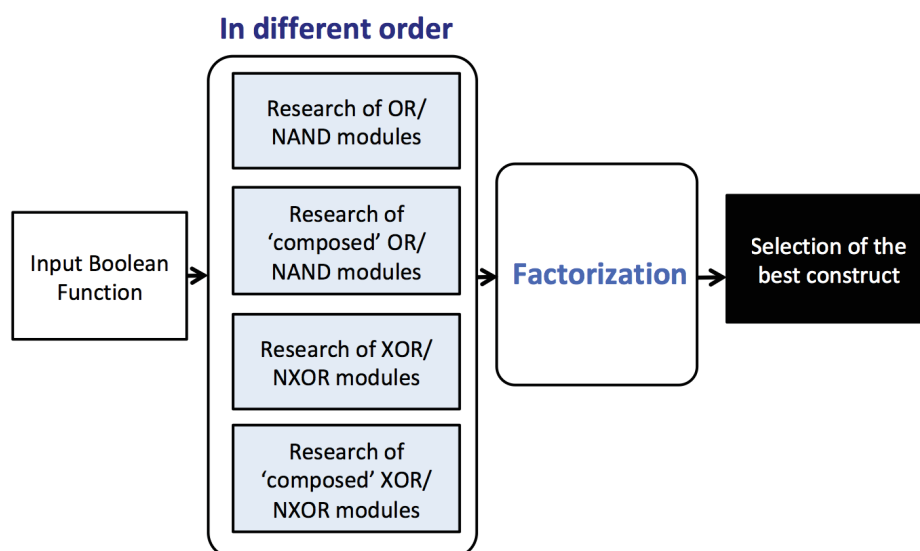 In different order
Research of OR/
NAND modules
Research of
‘composed’ OR/
NAND modules
Input Boolean
Function
Research of XOR/
NXOR modules
Research of
‘composed’ XOR/
NXOR modules
Factorization
Selection of the
best construct